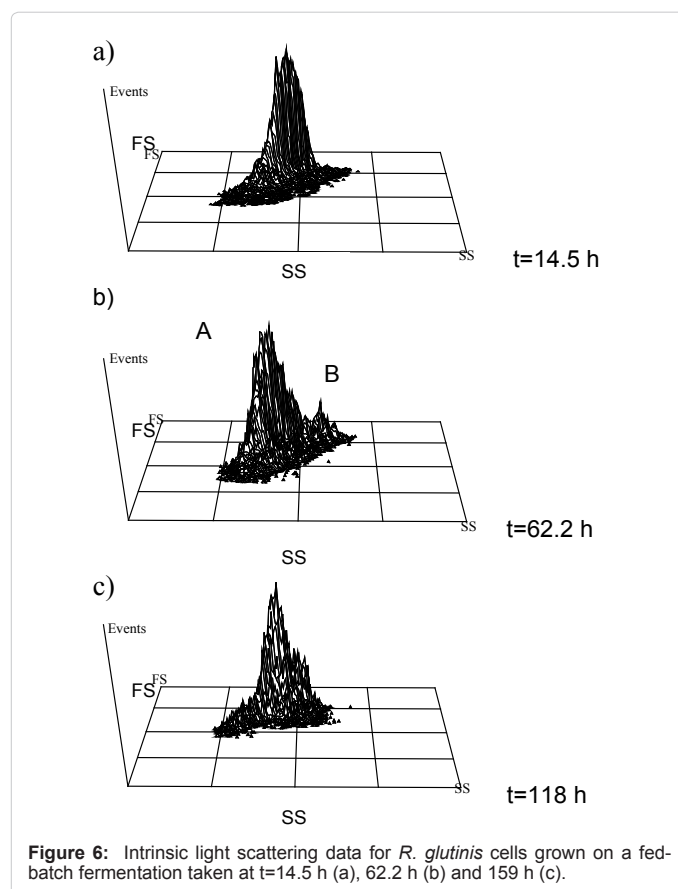 a)
Events
FS
FS
SS
SS
t=14.5 h
b)
A
B
Events
FS
FS
SS
SS
t=62.2 h
c)
Events
FS
FS
SS
SS
t=118 h
Figure 6: Intrinsic light scattering data for R. glutinis cells grown on a fed-
batch fermentation taken at t=14.5 h (a), 62.2 h (b) and 159 h (c).